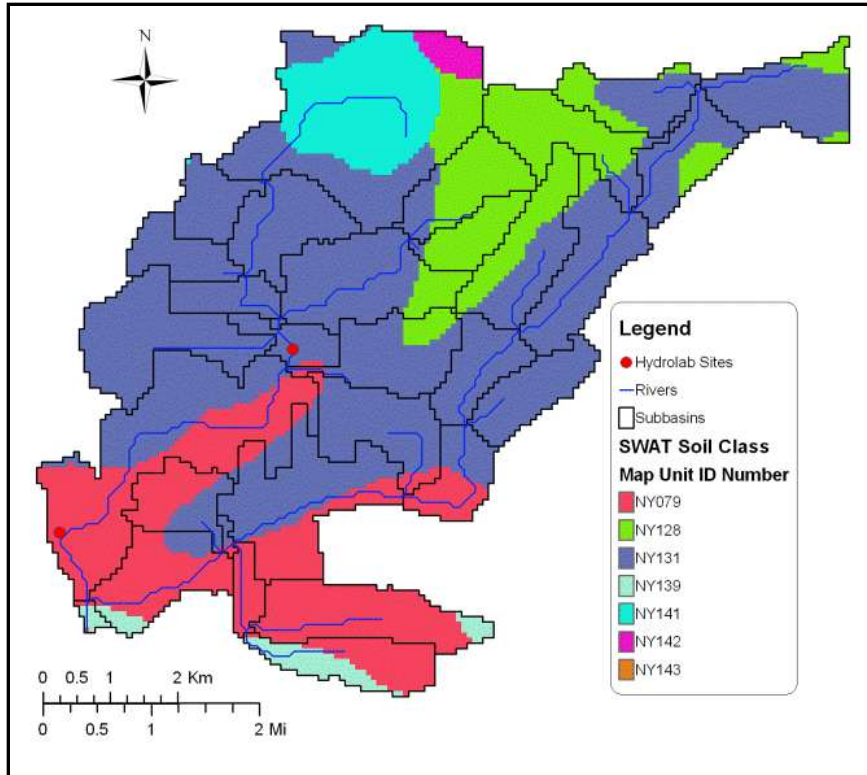 N
Legend
Hydrolab Sites
Rivers
Subbasins
SWAT Soil Class
Map Unit ID Number
NY079
NY128
NY131
NY139
NY141
NY142
NY143
0 0.5 1 2 Km
0 0.5 1 2 Mi